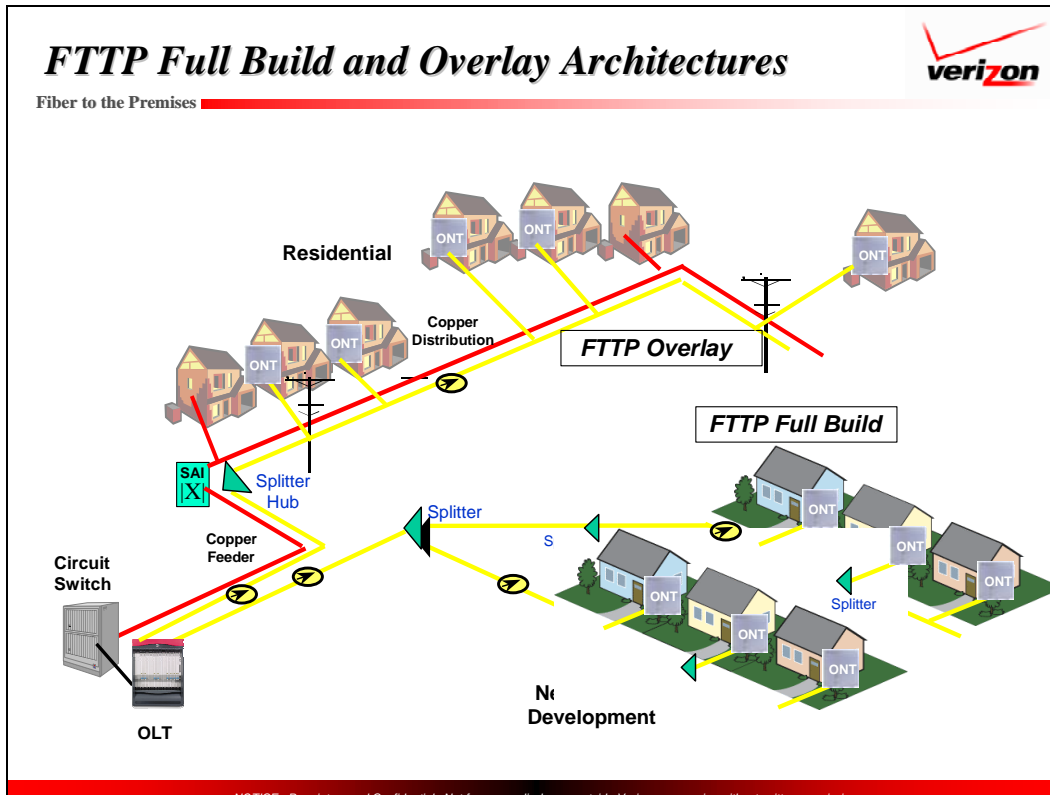 FTTP Full Build and Overlay Architectures
verizon
Fiber to the Premises
ONT
ONT
ONT
Residential
Copper
Distribution
FTTP Overlay
ONT
ONT
FTTP Full Build
SAI
|X|
Splitter
Hub
Splitter
S
ONT
ONT
ONT
Copper
Feeder
Circuit
Switch
Splitter
ONT
ONT
ONT
OLT
Development